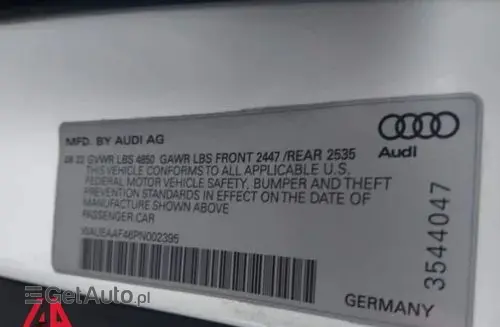 MFD. BY AUDI AG
08 22 GVWR LBS 4850 GAWR LBS FRONT 2447 /REAR 2535
THIS VEHICLE CONFORMS TO ALL APPLICABLE U.S.
FEDERAL MOTOR VEHICLE SAFETY, BUMPER AND THEFT
PREVENTION STANDARDS IN EFFECT ON THE DATE OF
MANUFACTURE SHOWN ABOVE.
PASSENGER CAR
Audi
3544047
GERMANY
GetAuto.pl